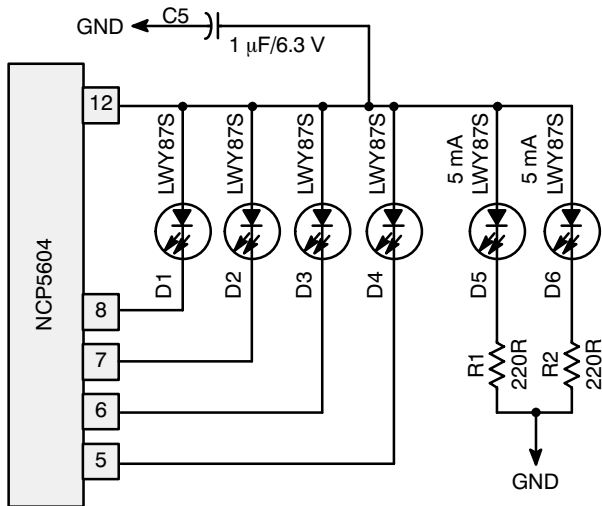 C5
GND
1 μF/6.3 V
12
LWY87S
LWY87S
LWY87S
LWY87S
5 mA
LWY87S
5 mA
LWY87S
NCP5604
D1
D2
D3
D4
D5
D6
8
7
6
5
R1
220R
R2
220R
GND